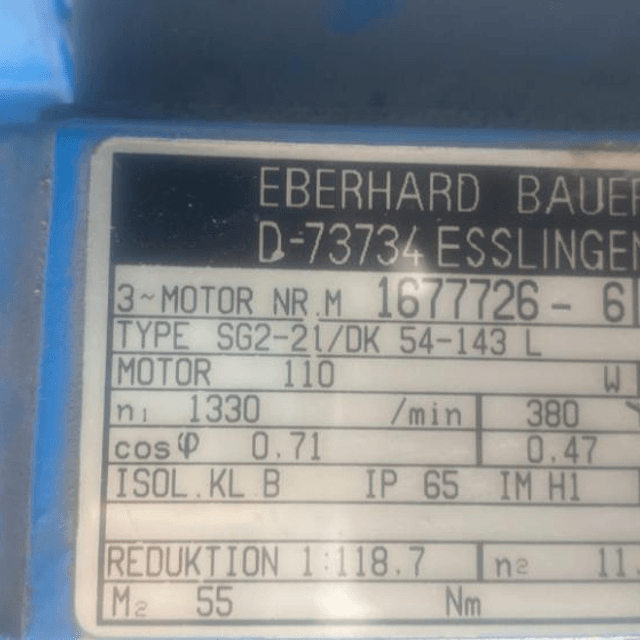 EBERHARD BAUER
D-73734 ESSLINGEN
3~MOTOR NR.M 1677726-6
TYPE SG2-21/DK 54-143 L
MOTOR 110 W
n1 1330 /min 380
cosφ 0.71 0.47
ISOL.KL.B IP 65 IM H1
REDUKTION 1:118.7 n2 11.
M2 55 Nm